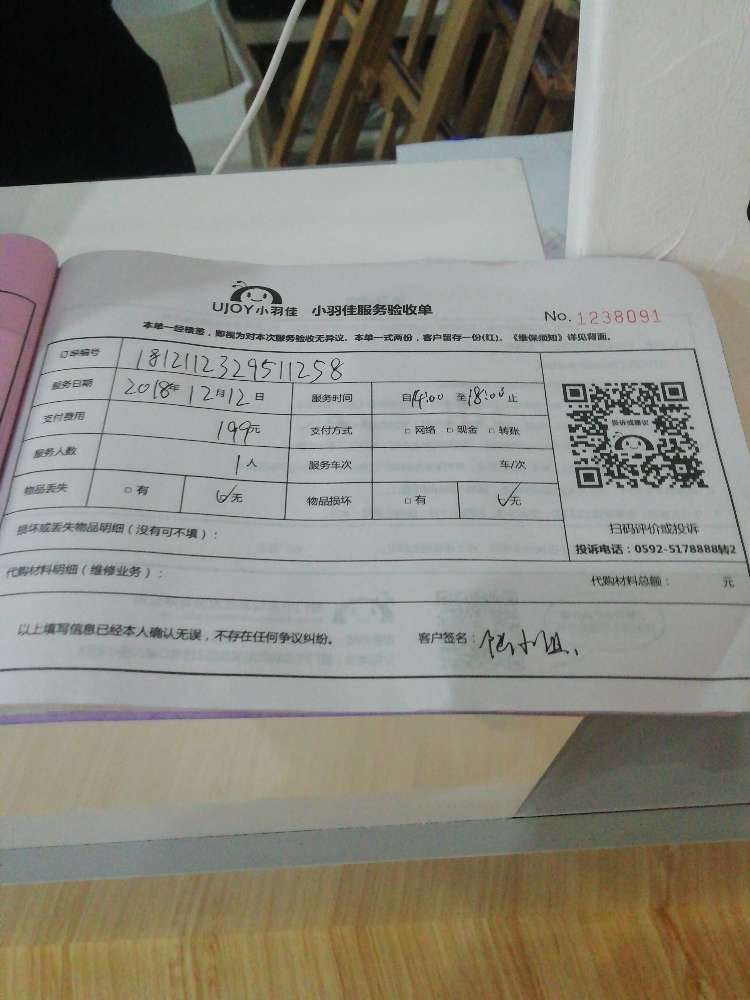 UJOY小羽佳 小羽佳服务验收单
No. 1238091
本单一经楼签，即视为对本次服务验收无异议。本单一式两份，客户留存一份(红)。《维保须知》详见背面。
订单编号 1812112329511258
服务日期 2018年12月12日 服务时间 自14:00 至18:00止
支付费用 199元 支付方式 □ 网络 □ 现金 □ 转账
服务人数 1人 服务车次 车/次
物品丢失 □ 有 ✓无 物品损坏 □ 有 ✓无
投诉或建议
扫码评价或投诉
投诉电话：0592-5178888转2
损坏或丢失物品明细（没有可不填）：
代购材料明细（维修业务）： 代购材料总额： 元
以上填写信息已经本人确认无误，不存在任何争议纠纷。 客户签名：